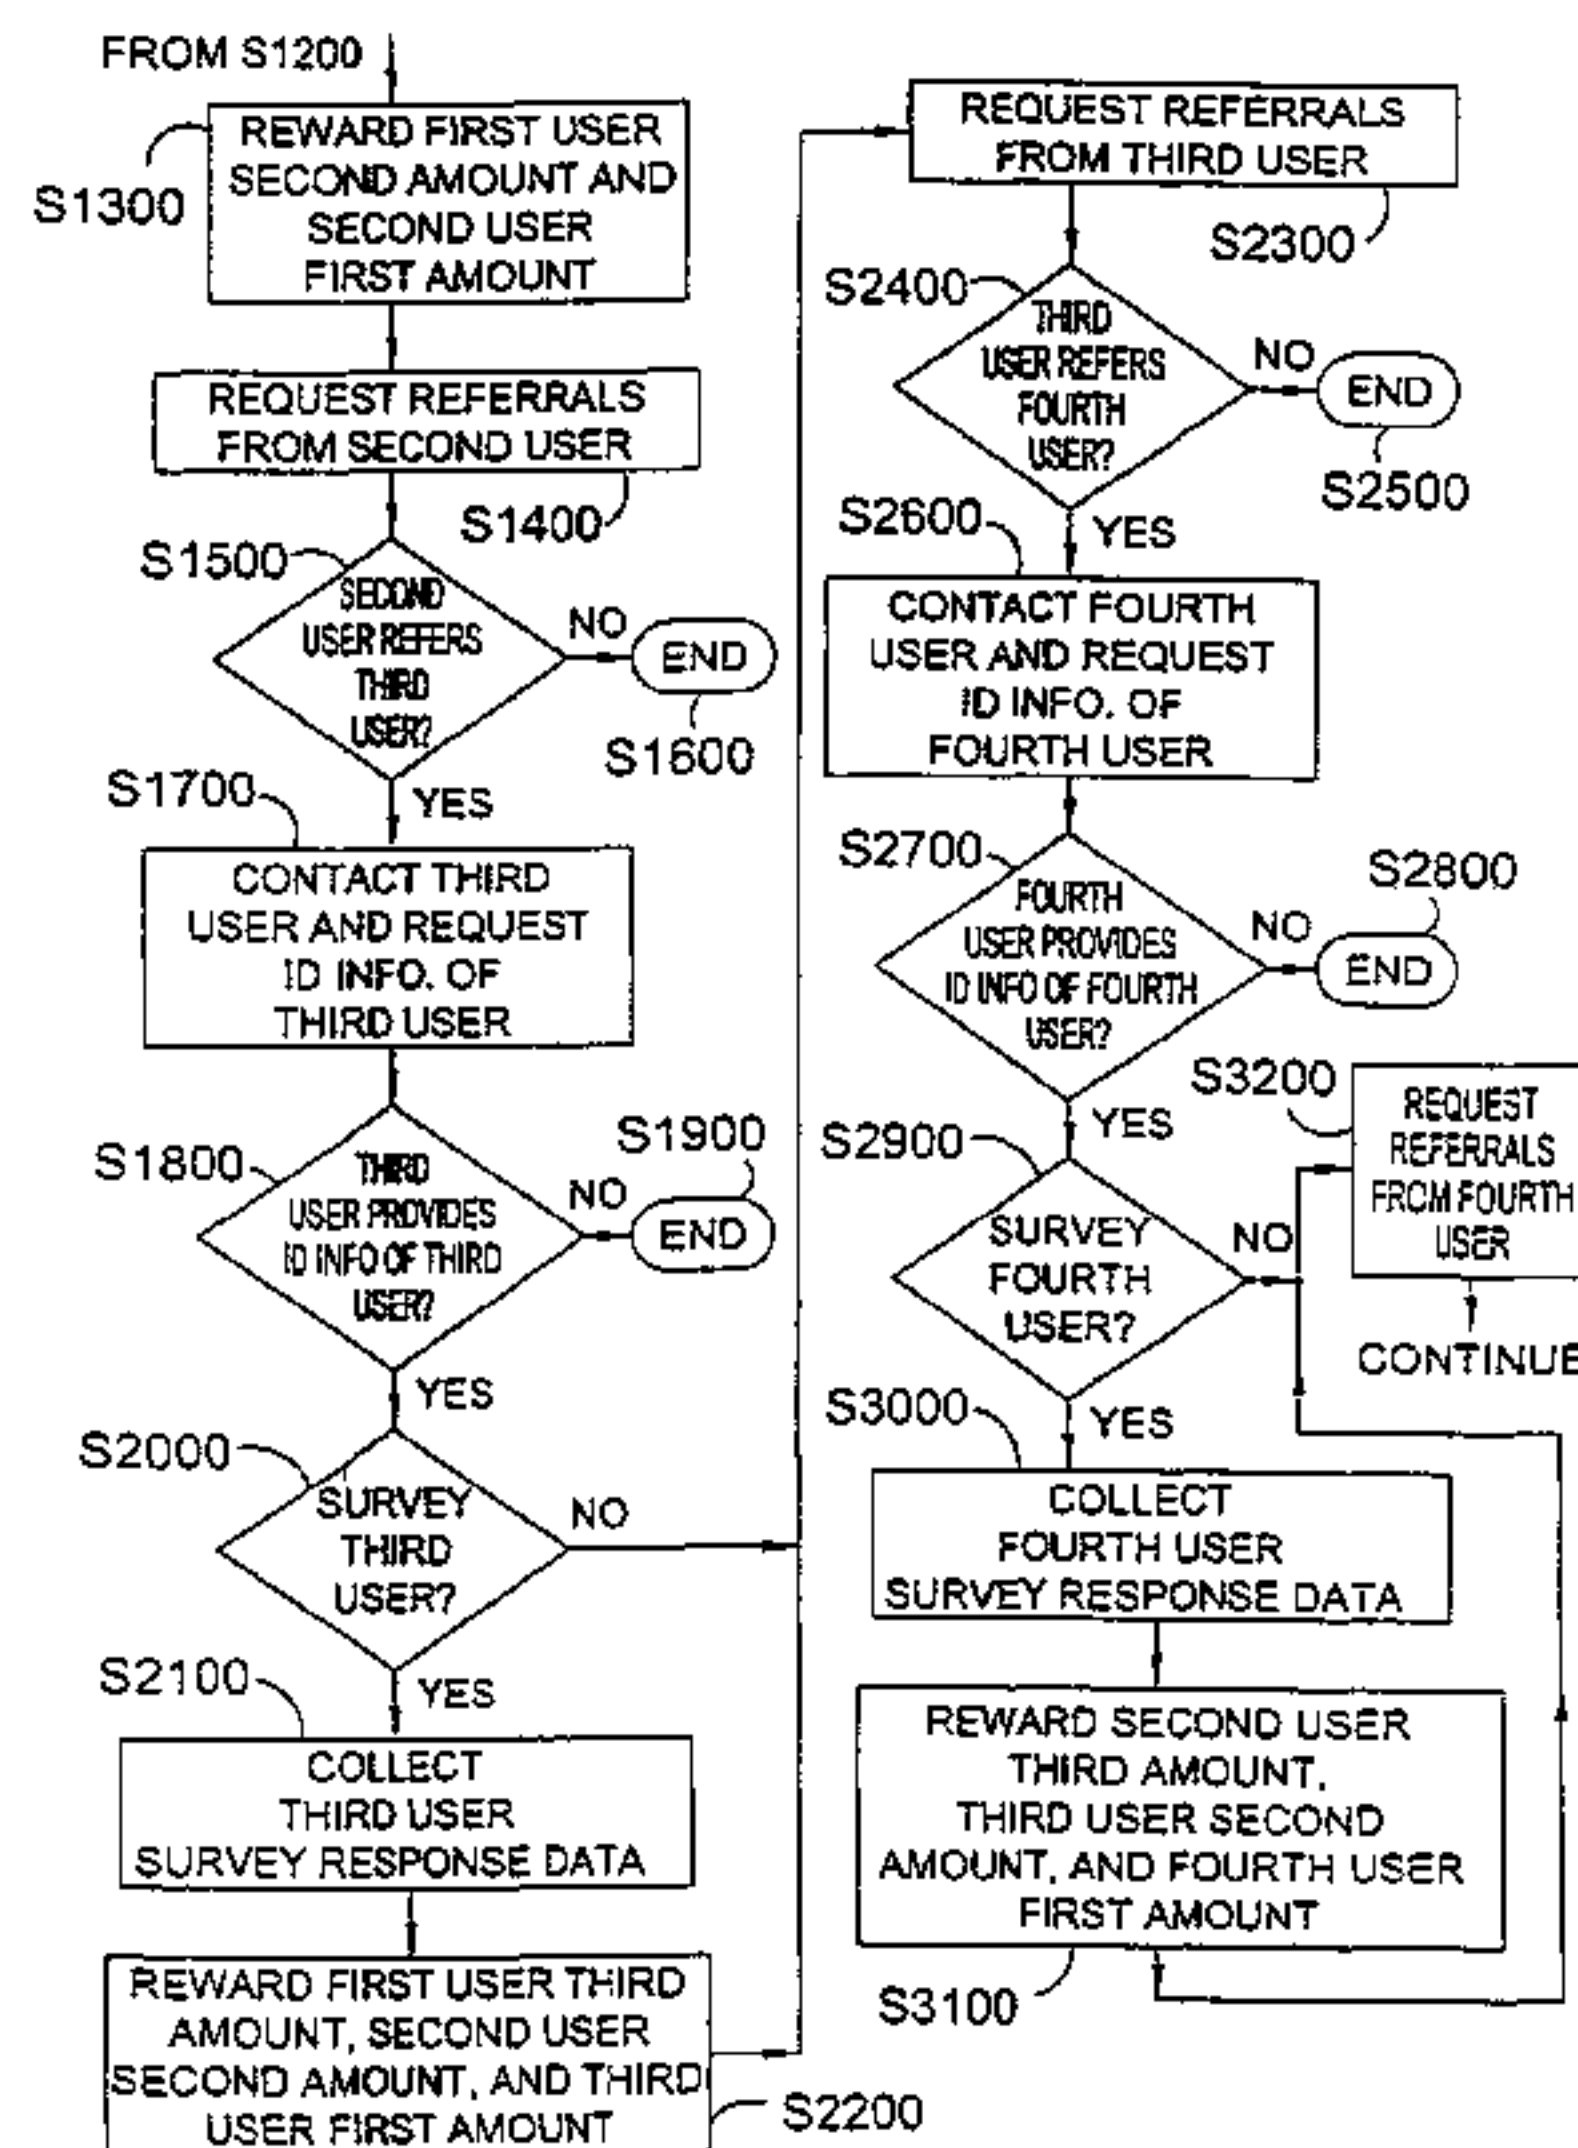 FROM S1200
REWARD FIRST USER
SECOND AMOUNT AND
SECOND USER
FIRST AMOUNT
S1300
REQUEST REFERRALS
FROM SECOND USER
S1400
S1500
SECOND
USER REFERS
THIRD
USER?
NO
END
S1600
YES
S1700
CONTACT THIRD
USER AND REQUEST
ID INFO. OF
THIRD USER
S1800
THIRD
USER PROVIDES
ID INFO OF THIRD
USER?
NO
S1900
END
YES
S2000
SURVEY
THIRD
USER?
NO
YES
S2100
COLLECT
THIRD USER
SURVEY RESPONSE DATA
REWARD FIRST USER THIRD
AMOUNT, SECOND USER
SECOND AMOUNT, AND THIRD
USER FIRST AMOUNT
S2200
REQUEST REFERRALS
FROM THIRD USER
S2300
S2400
THIRD
USER REFERS
FOURTH
USER?
NO
END
S2500
YES
S2600
CONTACT FOURTH
USER AND REQUEST
ID INFO. OF
FOURTH USER
S2700
FOURTH
USER PROVIDES
ID INFO OF FOURTH
USER?
NO
S2800
END
YES
S2900
SURVEY
FOURTH
USER?
NO
S3200
REQUEST
REFERRALS
FROM FOURTH
USER
CONTINUE
YES
S3000
COLLECT
FOURTH USER
SURVEY RESPONSE DATA
REWARD SECOND USER
THIRD AMOUNT,
THIRD USER SECOND
AMOUNT, AND FOURTH USER
FIRST AMOUNT
S3100